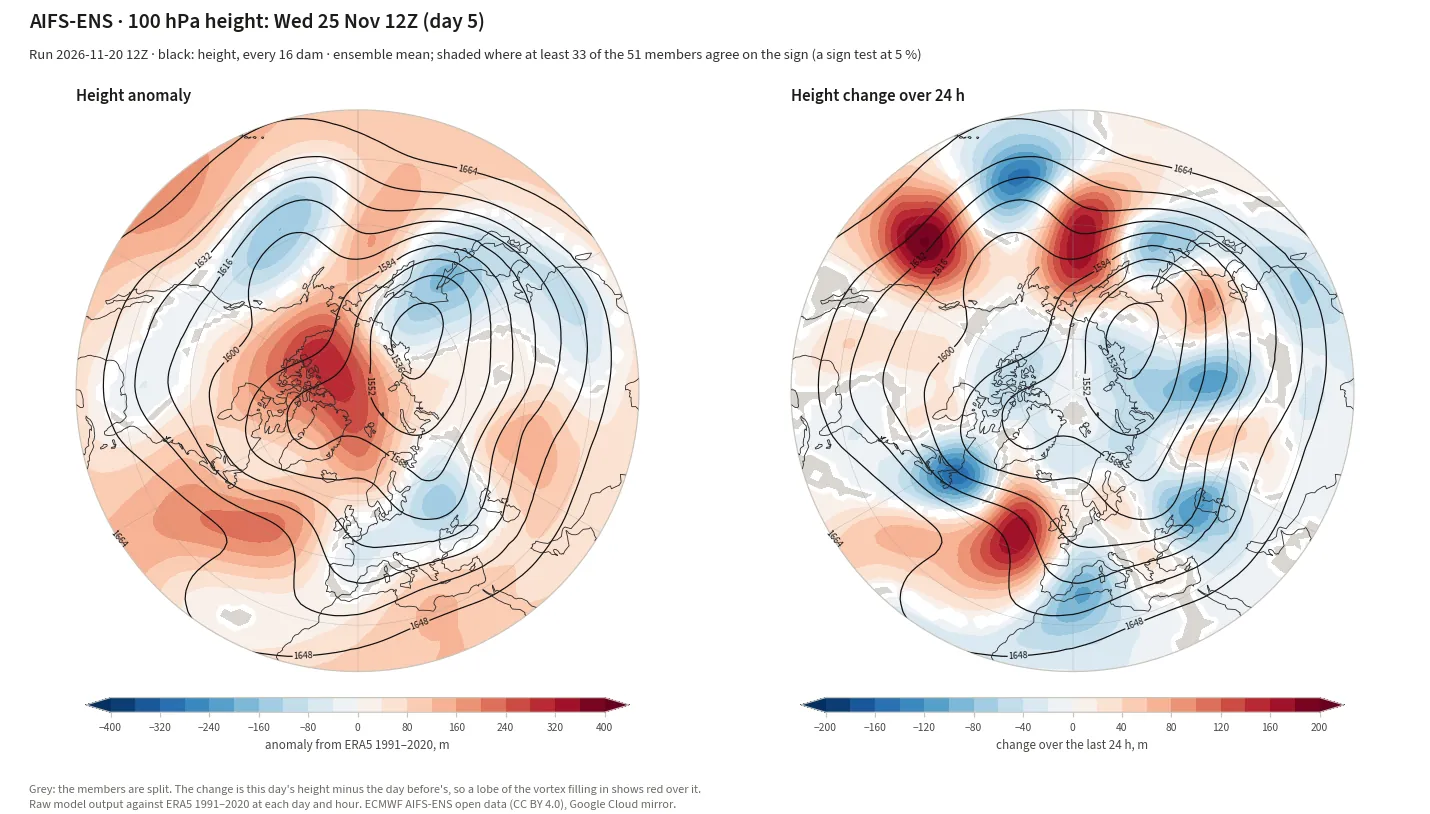 AIFS-ENS · 100 hPa height: Wed 25 Nov 12Z (day 5)
Run 2026-11-20 12Z · black: height, every 16 dam · ensemble mean; shaded where at least 33 of the 51 members agree on the sign (a sign test at 5 %)
Height anomaly
Height change over 24 h
1664
1632
1616
1584
1600
1536
1552
1568
1664
1648
1648
1664
1632
1616
1584
1600
1536
1552
1568
1664
1648
1648
−400 −320 −240 −160 −80 0 80 160 240 320 400
anomaly from ERA5 1991–2020, m
−200 −160 −120 −80 −40 0 40 80 120 160 200
change over the last 24 h, m
Grey: the members are split. The change is this day's height minus the day before's, so a lobe of the vortex filling in shows red over it.
Raw model output against ERA5 1991–2020 at each day and hour. ECMWF AIFS-ENS open data (CC BY 4.0), Google Cloud mirror.